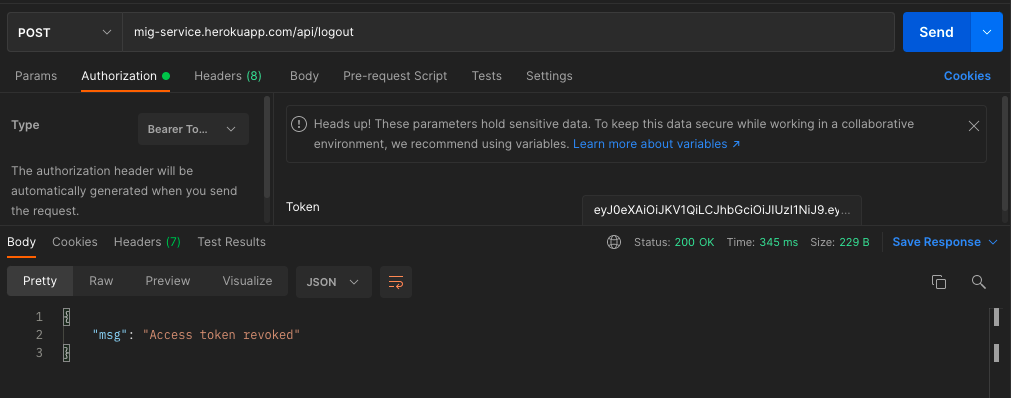 POST mig-service.herokuapp.com/api/logout Send
Params Authorization Headers (8) Body Pre-request Script Tests Settings Cookies
Type Bearer To...
The authorization header will be
automatically generated when you send
the request.
Heads up! These parameters hold sensitive data. To keep this data secure while working in a collaborative
environment, we recommend using variables. Learn more about variables ↗
Token eyJ0eXAiOiJKV1QiLCJhbGciOiJIUzI1NiJ9.ey...
Body Cookies Headers (7) Test Results Status: 200 OK Time: 345 ms Size: 229 B Save Response
Pretty Raw Preview Visualize JSON
1 {
2 "msg": "Access token revoked"
3 }